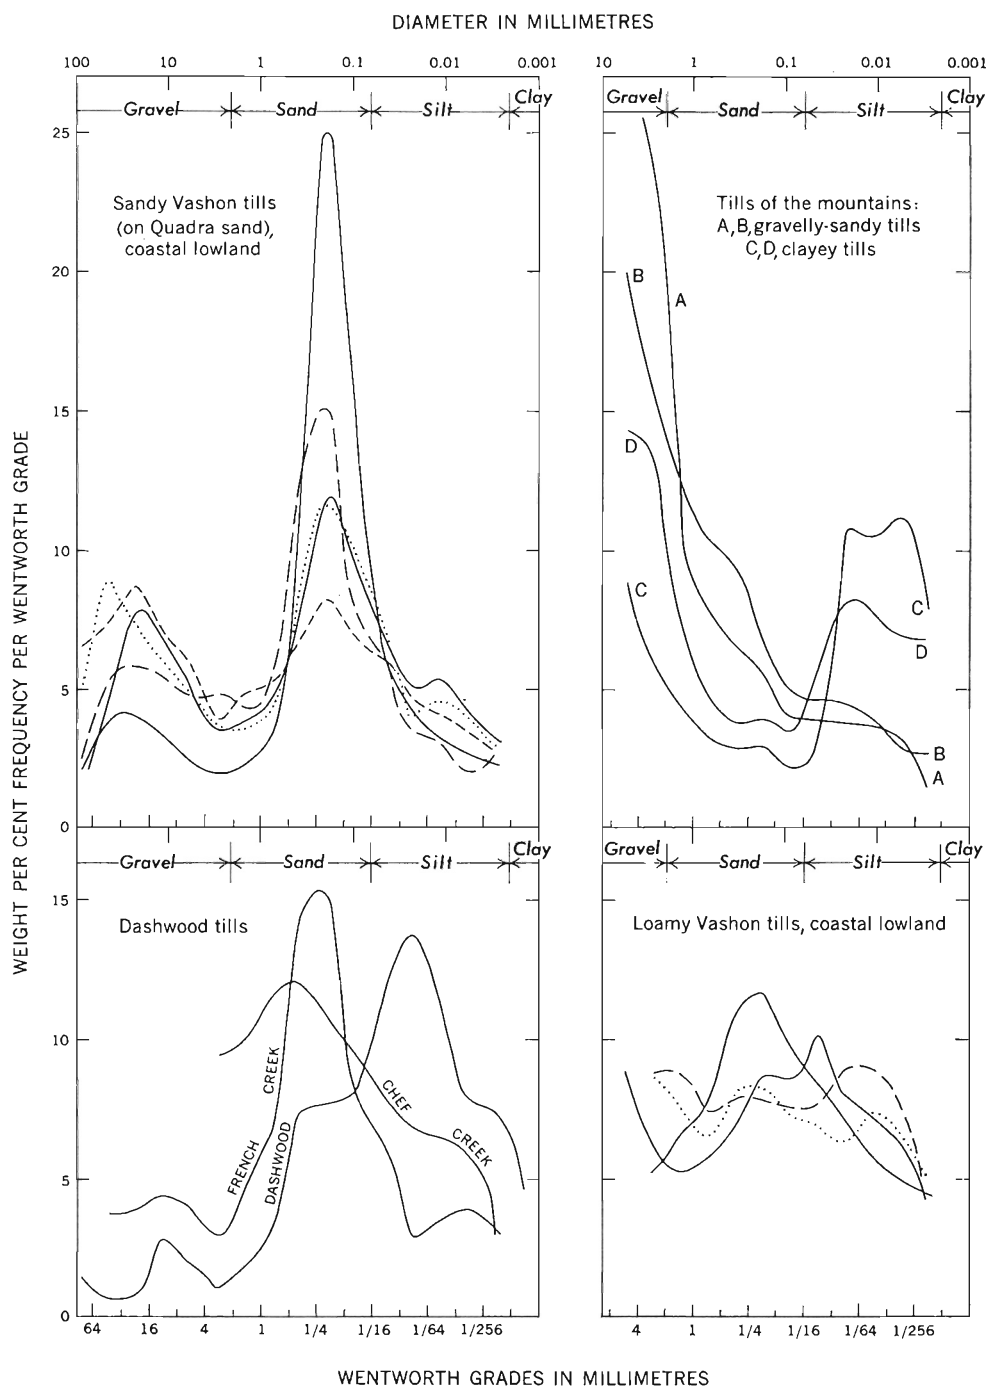 DIAMETER IN MILLIMETRES
100 10 1 0.1 0.01 0.001
10 1 0.1 0.01 0.001
Gravel Sand Silt Clay
Gravel Sand Silt Clay
25
20
15
10
5
0
Sandy Vashon tills
(on Quadra sand),
coastal lowland
Tills of the mountains:
A,B,gravelly-sandy tills
C,D, clayey tills
B
A
D
C
C
D
B
A
WEIGHT PER CENT FREQUENCY PER WENTWORTH GRADE
Gravel Sand Silt Clay
Gravel Sand Silt Clay
15
10
5
0
Dashwood tills
FRENCH CREEK
DASHWOOD
CHEF CREEK
Loamy Vashon tills, coastal lowland
64 16 4 1 1/4 1/16 1/64 1/256
4 1 1/4 1/16 1/64 1/256
WENTWORTH GRADES IN MILLIMETRES